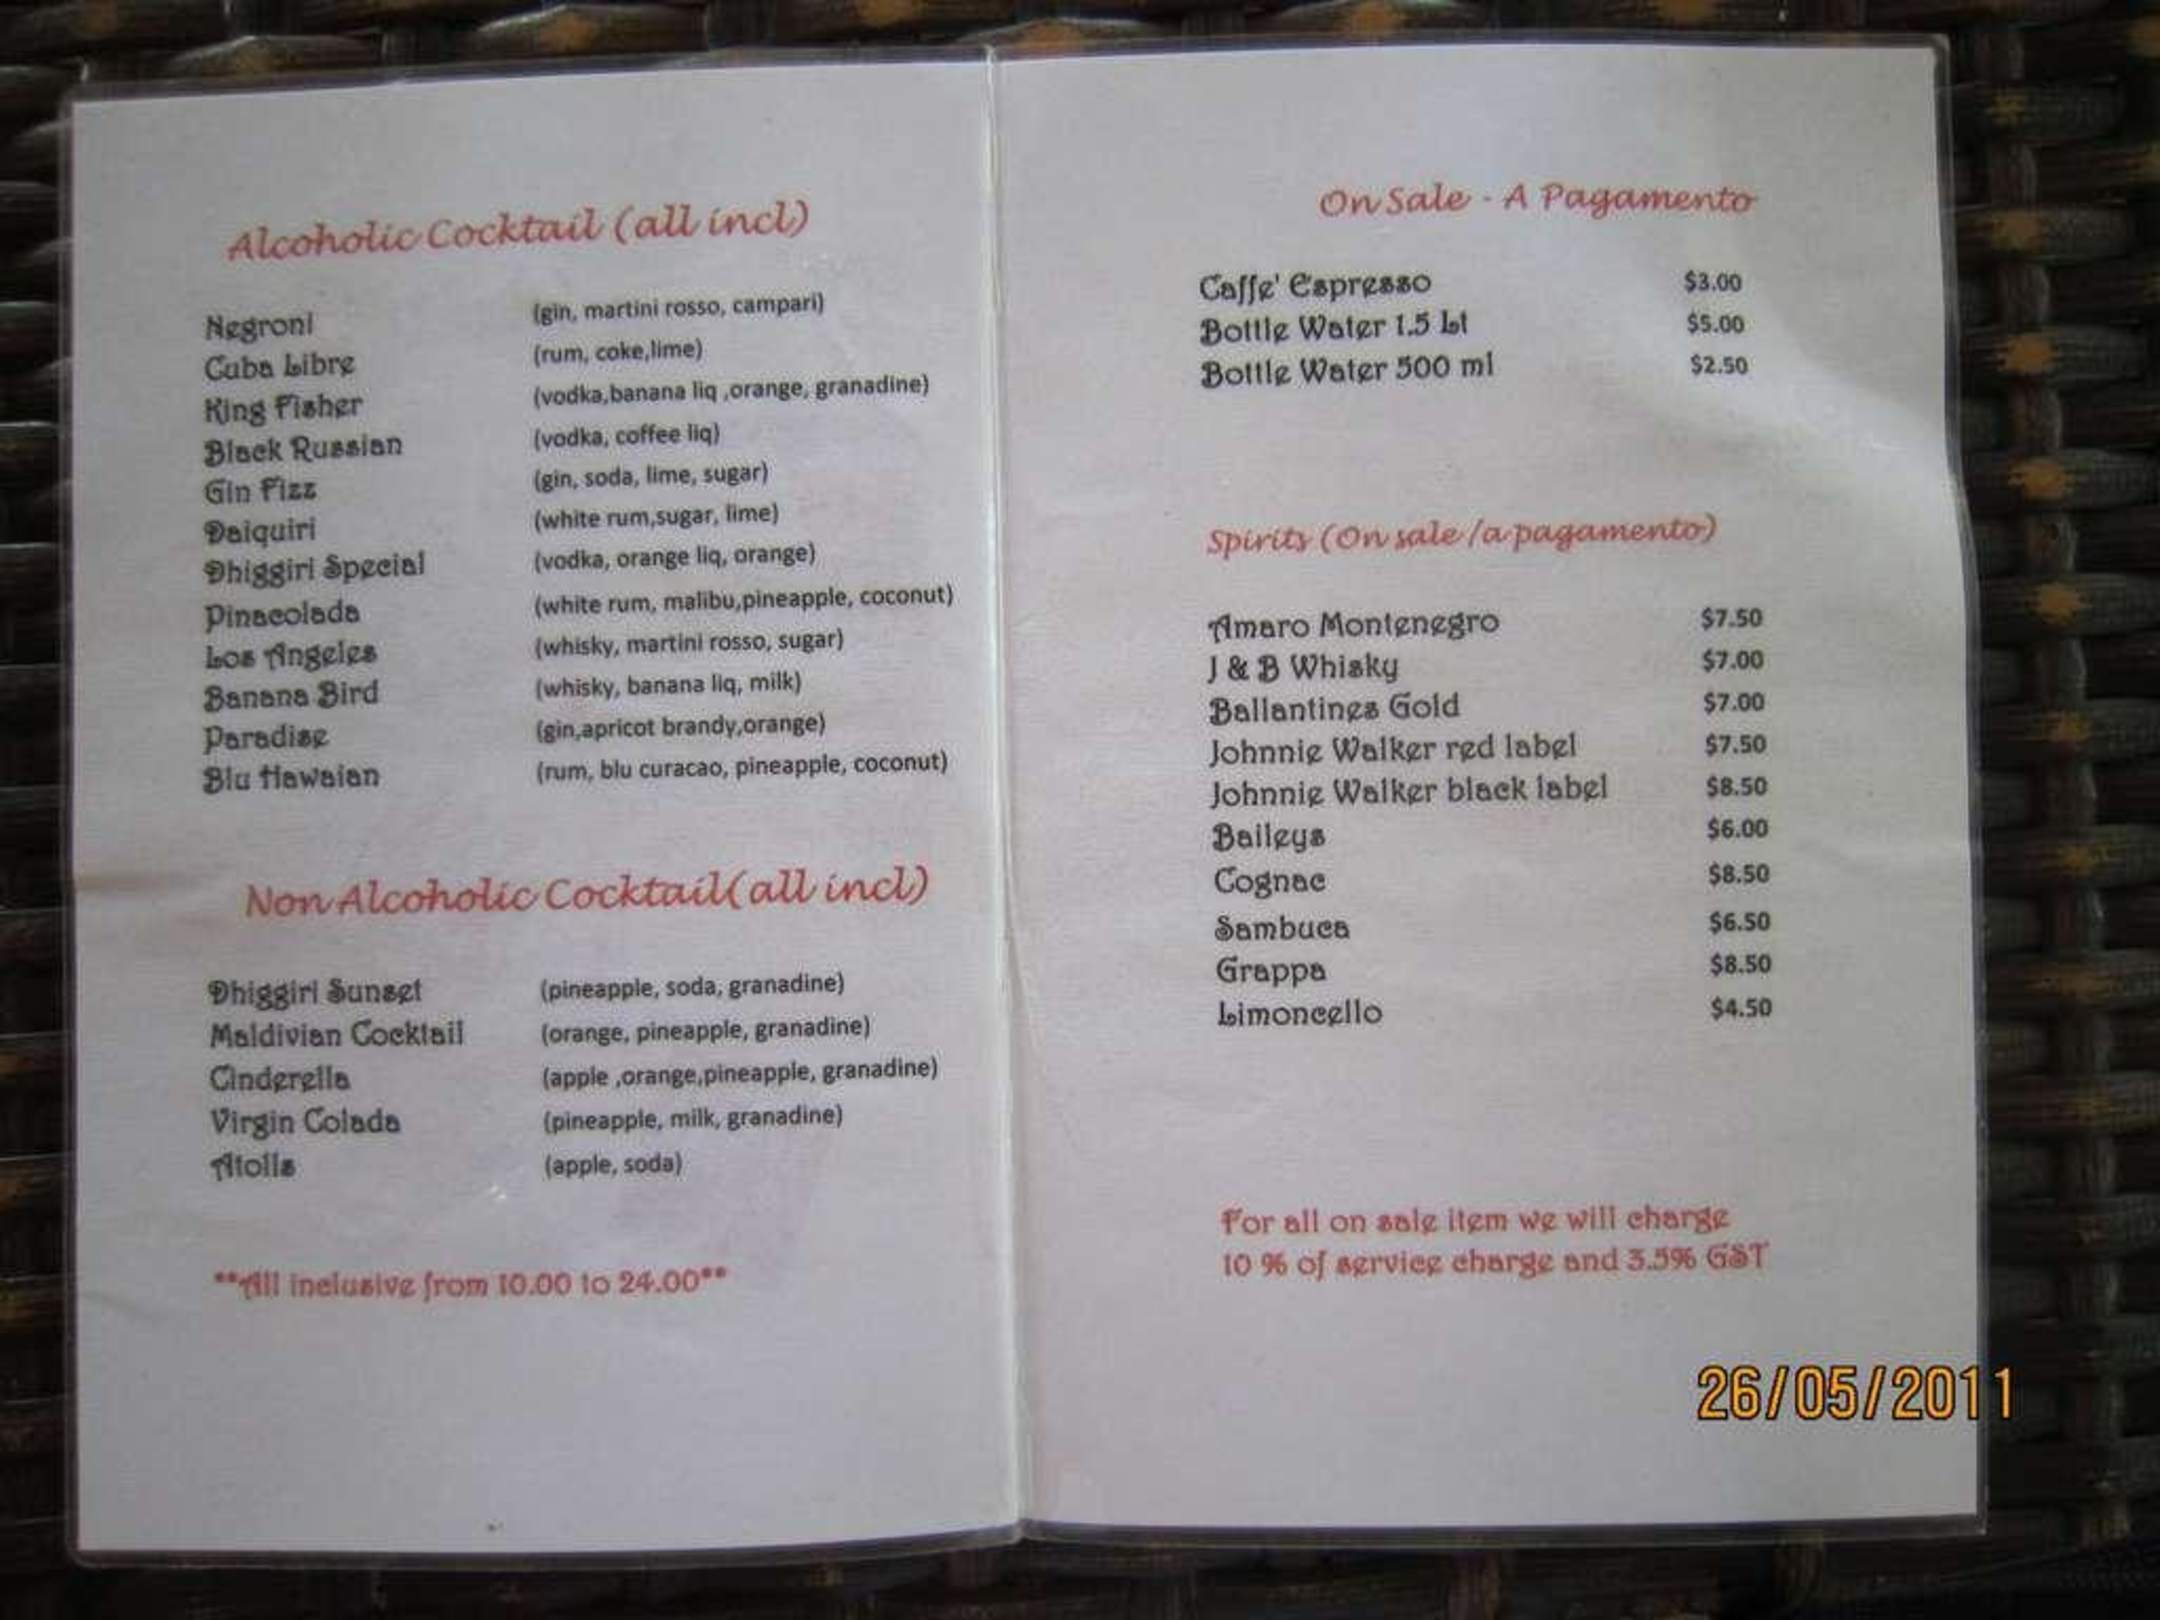 Alcoholic Cocktail (all incl)
Negroni (gin, martini rosso, campari)
Cuba Libre (rum, coke,lime)
King Fisher (vodka,banana liq ,orange, granadine)
Black Russian (vodka, coffee liq)
Gin Fizz (gin, soda, lime, sugar)
Daiquiri (white rum,sugar, lime)
Dhiggiri Special (vodka, orange liq, orange)
Pinacolada (white rum, malibu,pineapple, coconut)
Los Angeles (whisky, martini rosso, sugar)
Banana Bird (whisky, banana liq, milk)
Paradise (gin,apricot brandy,orange)
Blu Hawaian (rum, blu curacao, pineapple, coconut)
Non Alcoholic Cocktail(all incl)
Dhiggiri Sunset (pineapple, soda, granadine)
Maldivian Cocktail (orange, pineapple, granadine)
Cinderella (apple ,orange,pineapple, granadine)
Virgin Colada (pineapple, milk, granadine)
Atolls (apple, soda)
**All inclusive from 10.00 to 24.00**
On Sale - A Pagamento
Caffe' Espresso $3.00
Bottle Water 1.5 Lt $5.00
Bottle Water 500 ml $2.50
Spirits (On sale /a pagamento)
Amaro Montenegro $7.50
J & B Whisky $7.00
Ballantines Gold $7.00
Johnnie Walker red label $7.50
Johnnie Walker black label $8.50
Baileys $6.00
Cognac $8.50
Sambuca $6.50
Grappa $8.50
Limoncello $4.50
For all on sale item we will charge
10 % of service charge and 3.5% GST
26/05/2011